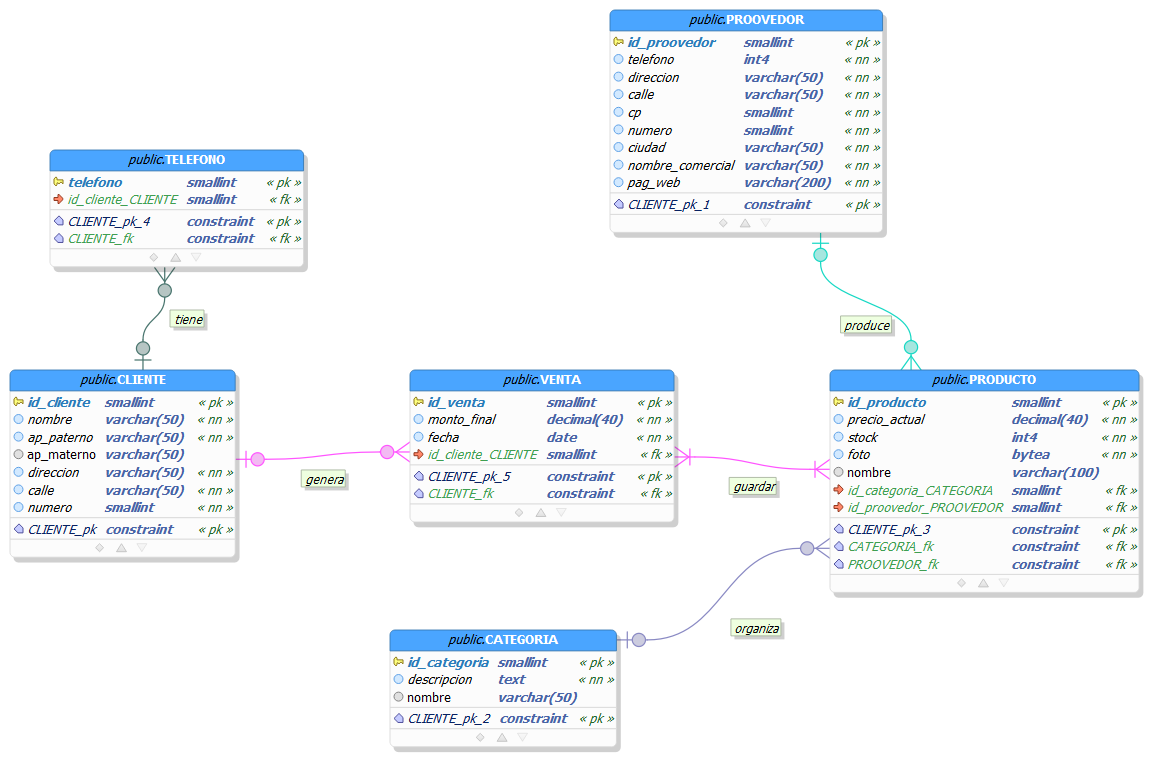 public.PROOVEDOR
id_proovedor smallint « pk »
telefono int4 « nn »
direccion varchar(50) « nn »
calle varchar(50) « nn »
cp smallint « nn »
numero smallint « nn »
ciudad varchar(50) « nn »
nombre_comercial varchar(50) « nn »
pag_web varchar(200) « nn »
CLIENTE_pk_1 constraint « pk »
public.TELEFONO
telefono smallint « pk »
id_cliente_CLIENTE smallint « fk »
CLIENTE_pk_4 constraint « pk »
CLIENTE_fk constraint « fk »
tiene
produce
public.CLIENTE
id_cliente smallint « pk »
nombre varchar(50) « nn »
ap_paterno varchar(50) « nn »
ap_materno varchar(50)
direccion varchar(50) « nn »
calle varchar(50) « nn »
numero smallint « nn »
CLIENTE_pk constraint « pk »
genera
public.VENTA
id_venta smallint « pk »
monto_final decimal(40) « nn »
fecha date « nn »
id_cliente_CLIENTE smallint « fk »
CLIENTE_pk_5 constraint « pk »
CLIENTE_fk constraint « fk »
guardar
public.PRODUCTO
id_producto smallint « pk »
precio_actual decimal(40) « nn »
stock int4 « nn »
foto bytea « nn »
nombre varchar(100)
id_categoria_CATEGORIA smallint « fk »
id_proovedor_PROOVEDOR smallint « fk »
CLIENTE_pk_3 constraint « pk »
CATEGORIA_fk constraint « fk »
PROOVEDOR_fk constraint « fk »
organiza
public.CATEGORIA
id_categoria smallint « pk »
descripcion text « nn »
nombre varchar(50)
CLIENTE_pk_2 constraint « pk »